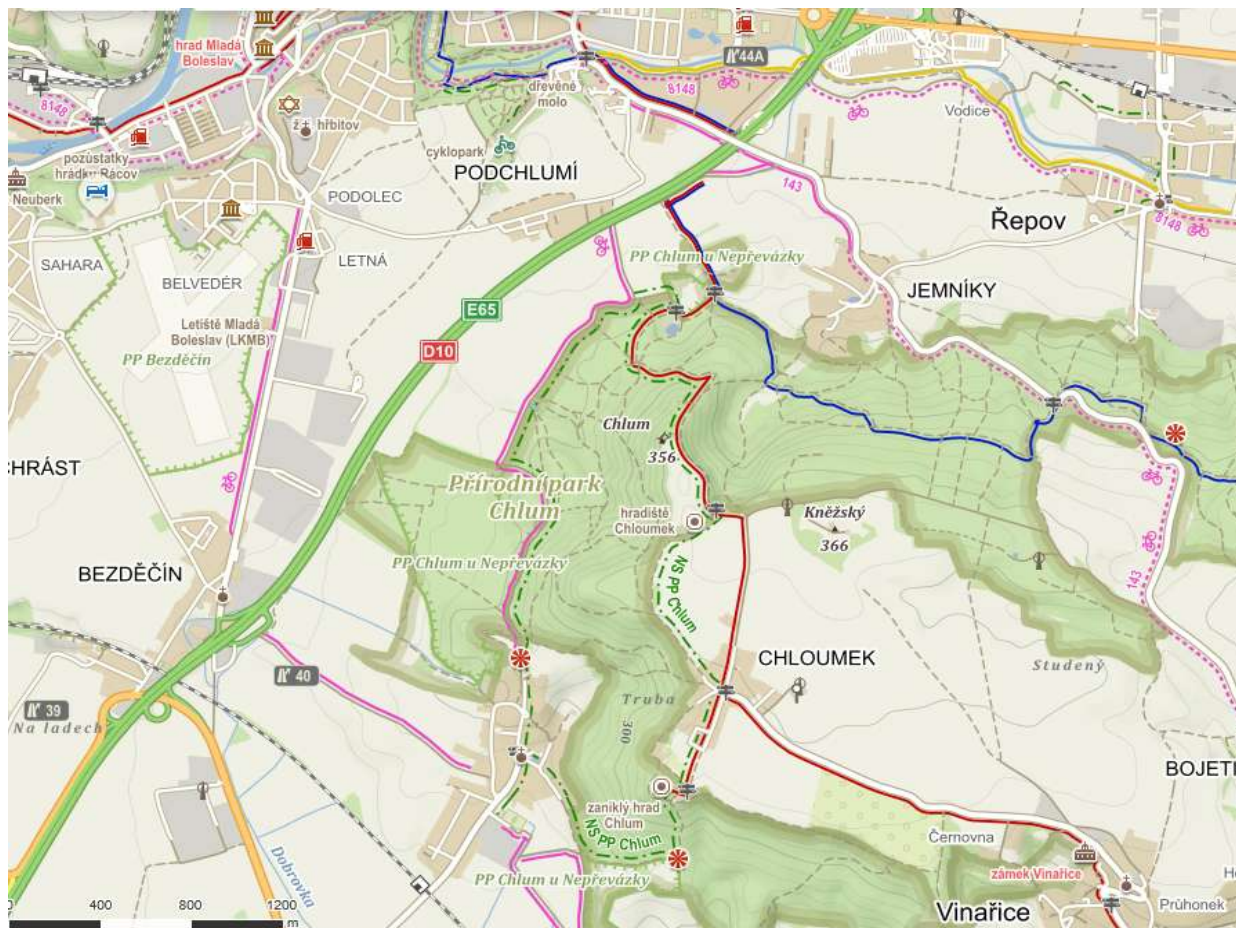 hrad Mladá
Boleslav
44A
8148
dřevěné
molo
8148
ž. hřbitov
Vodice
pozůstatky
hrádku Rácov
cyklopark
PODCHLUMÍ
143
Neuberk
PODOLEC
8148
Řepov
SAHARA
LETNÁ
PP Chlum u Nepřevázky
BELVEDÉR
JEMNÍKY
E65
Letiště Mladá
Boleslav (LKMB)
D10
PP Bezděčín
Chlum
356
CHRÁST
Přírodní park
Chlum
hradiště
Chloumek
Kněžský
366
PP Chlum u Nepřevázky
BEZDĚČÍN
NS PP Chlum
143
CHLOUMEK
Studený
40
Truba
39
Na ladech
300
BOJETI
zaniklý hrad
Chlum
NS PP Chlum
Černovna
Dobrovka
zámek Vinařice
PP Chlum u Nepřevázky
Průhonek
Vinařice
0 400 800 1200
m